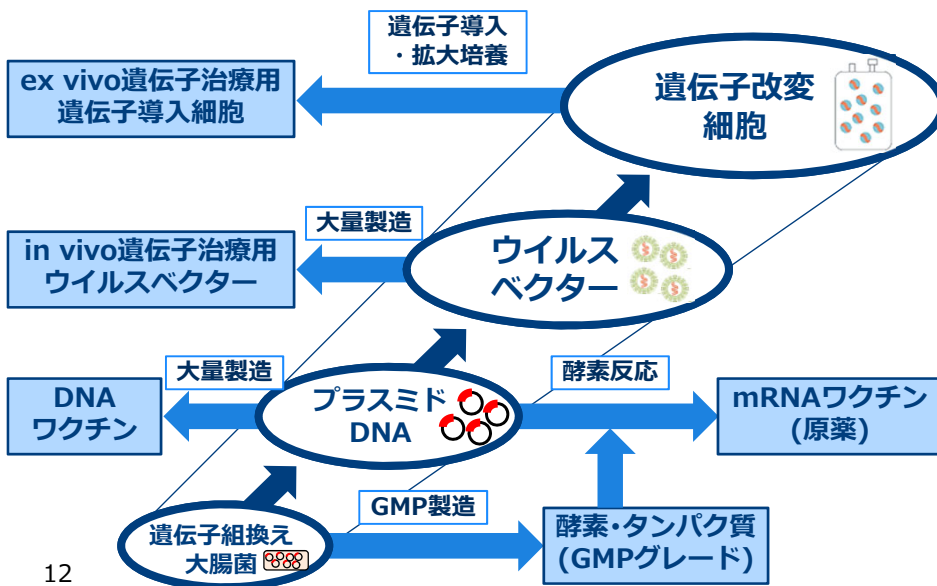 遺伝子導入
・拡大培養
ex vivo遺伝子治療用
遺伝子導入細胞
遺伝子改変
細胞
大量製造
in vivo遺伝子治療用
ウイルスベクター
ウイルス
ベクター
大量製造
酵素反応
DNA
ワクチン
プラスミド
DNA
mRNAワクチン
(原薬)
GMP製造
遺伝子組換え
大腸菌
酵素・タンパク質
(GMPグレード)
12